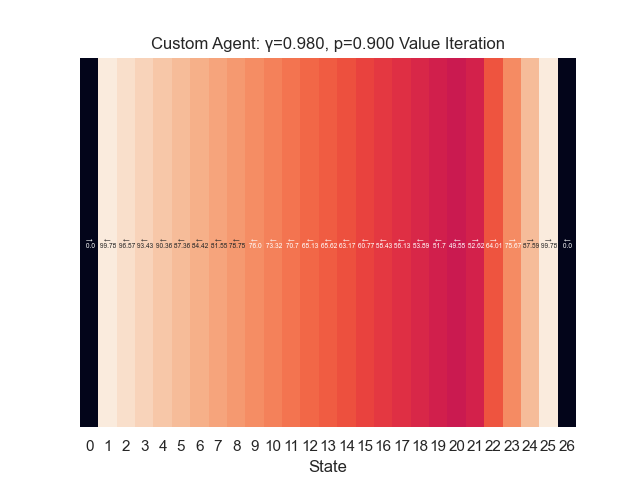 Custom Agent: γ=0.980, p=0.900 Value Iteration
0.0 99.78 96.57 93.43 90.36 87.36 84.42 81.55 78.75 76.0 73.32 70.7 68.13 65.62 63.17 60.77 58.43 56.13 53.89 51.7 49.55 52.62 64.01 75.67 87.59 99.78 0.0
0 1 2 3 4 5 6 7 8 9 10 11 12 13 14 15 16 17 18 19 20 21 22 23 24 25 26
State